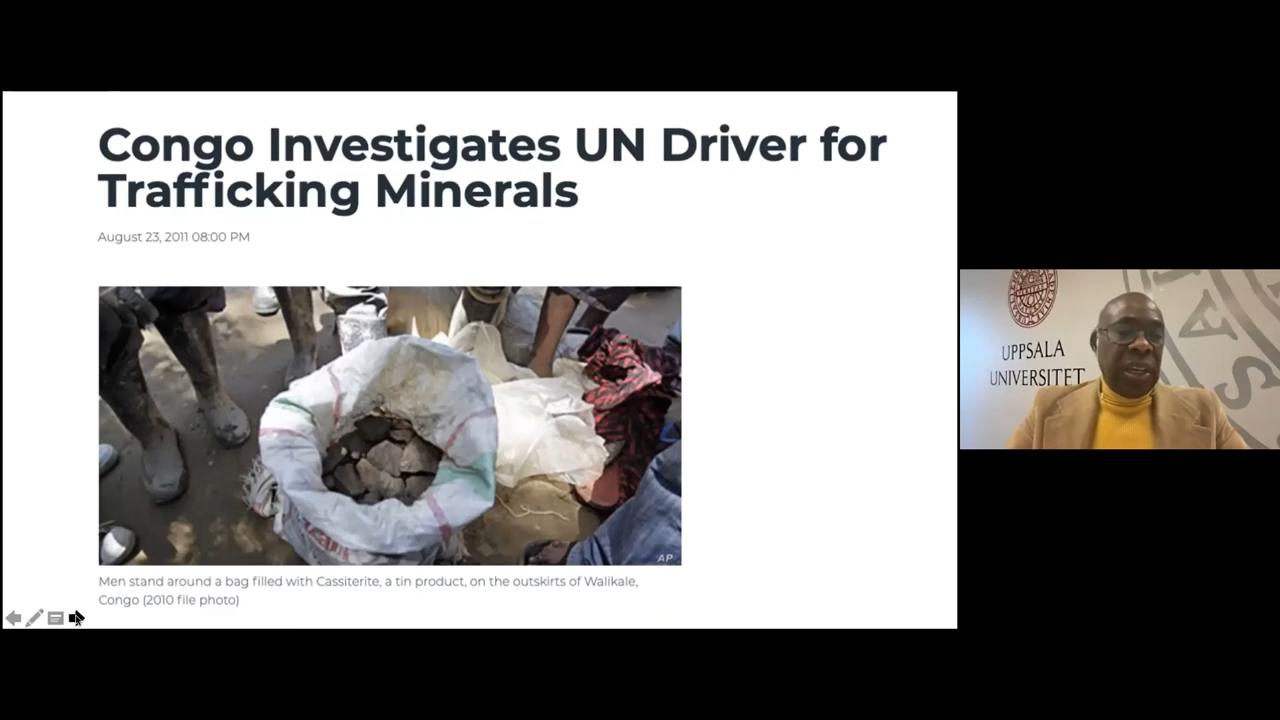 Congo Investigates UN Driver for
Trafficking Minerals
August 23, 2011 08:00 PM
AP
Men stand around a bag filled with Cassiterite, a tin product, on the outskirts of Walikale,
Congo (2010 file photo)
UPPSALA
UNIVERSITET